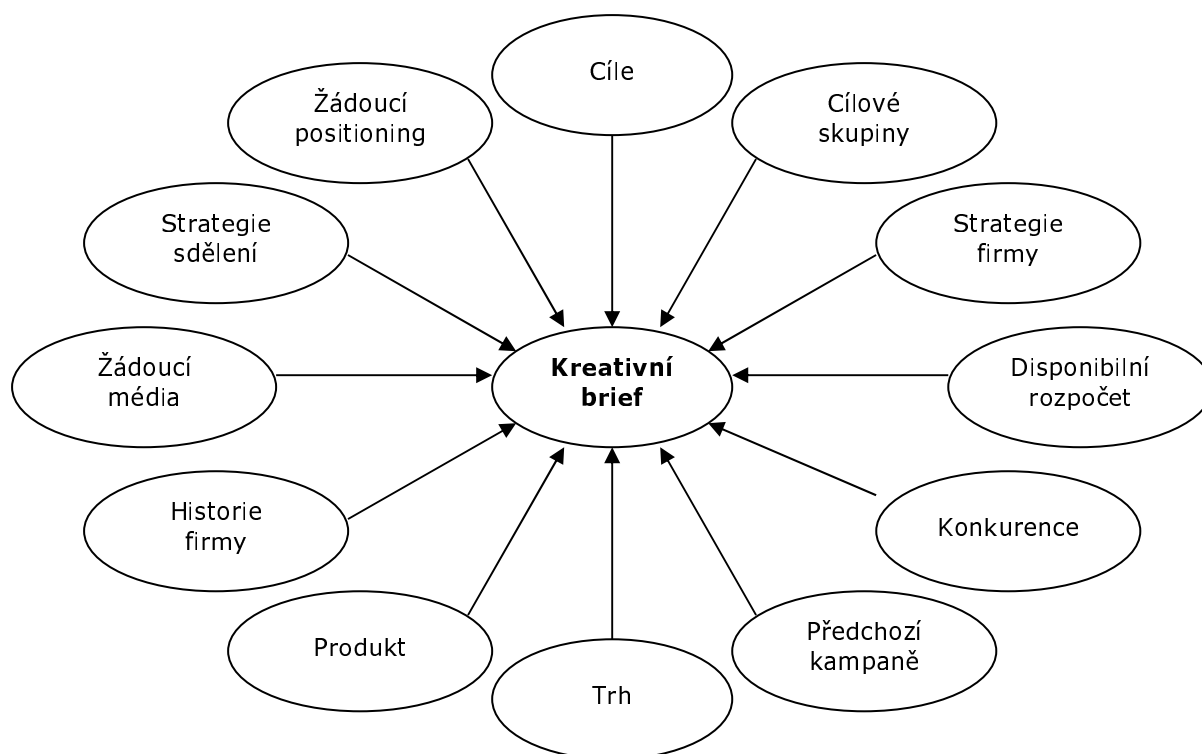 Cíle
Žádoucí
positioning
Cílové
skupiny
Strategie
sdělení
Strategie
firmy
Žádoucí
média
Kreativní
brief
Disponibilní
rozpočet
Historie
firmy
Konkurence
Produkt
Předchozí
kampaně
Trh